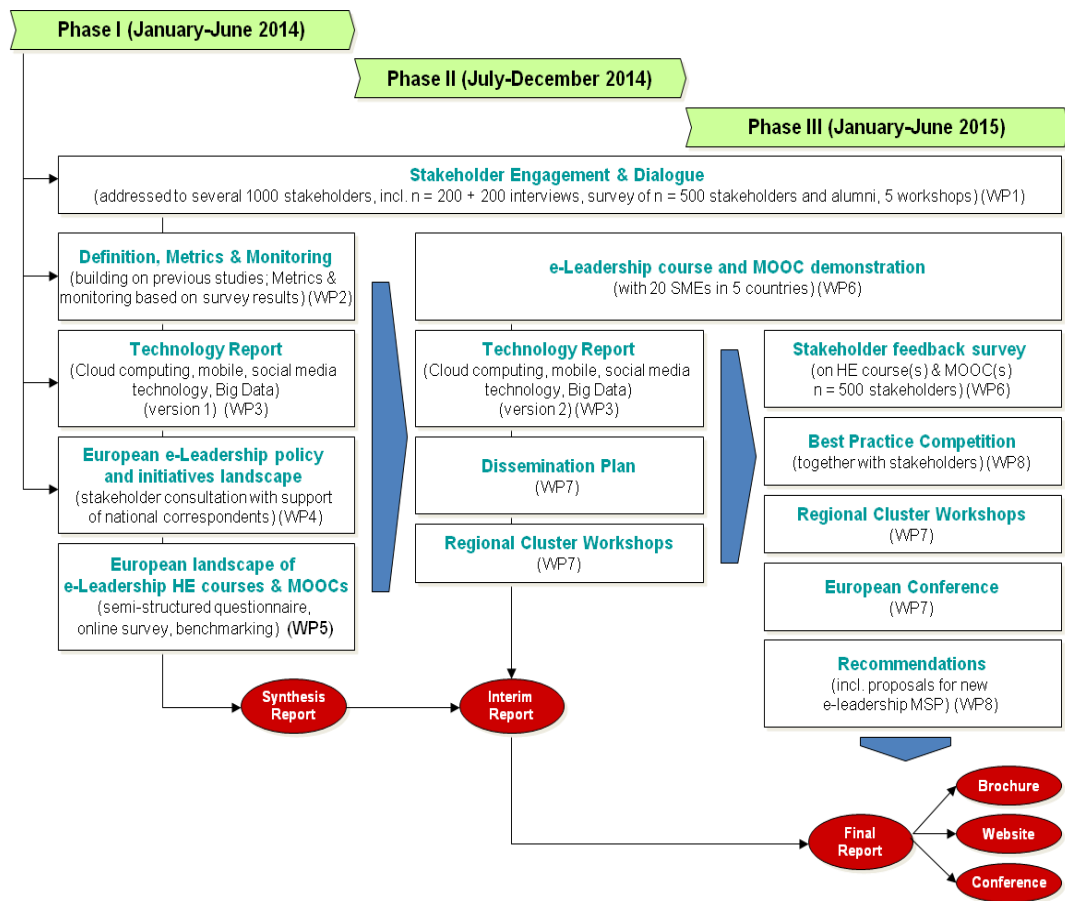 Phase I (January-June 2014)
Phase II (July-December 2014)
Phase III (January-June 2015)
Stakeholder Engagement & Dialogue
(addressed to several 1000 stakeholders, incl. n = 200 + 200 interviews, survey of n = 500 stakeholders and alumni, 5 workshops) (WP1)
Definition, Metrics & Monitoring
(building on previous studies; Metrics &
monitoring based on survey results) (WP2)
Technology Report
(Cloud computing, mobile, social media
technology, Big Data)
(version 1) (WP3)
European e-Leadership policy
and initiatives landscape
(stakeholder consultation with support
of national correspondents) (WP4)
European landscape of
e-Leadership HE courses & MOOCs
(semi-structured questionnaire,
online survey, benchmarking) (WP5)
e-Leadership course and MOOC demonstration
(with 20 SMEs in 5 countries) (WP6)
Technology Report
(Cloud computing, mobile, social media
technology, Big Data)
(version 2) (WP3)
Dissemination Plan
(WP7)
Regional Cluster Workshops
(WP7)
Stakeholder feedback survey
(on HE course(s) & MOOC(s)
n = 500 stakeholders) (WP6)
Best Practice Competition
(together with stakeholders) (WP8)
Regional Cluster Workshops
(WP7)
European Conference
(WP7)
Recommendations
(incl. proposals for new
e-leadership MSP) (WP8)
Synthesis
Report
Interim
Report
Final
Report
Brochure
Website
Conference